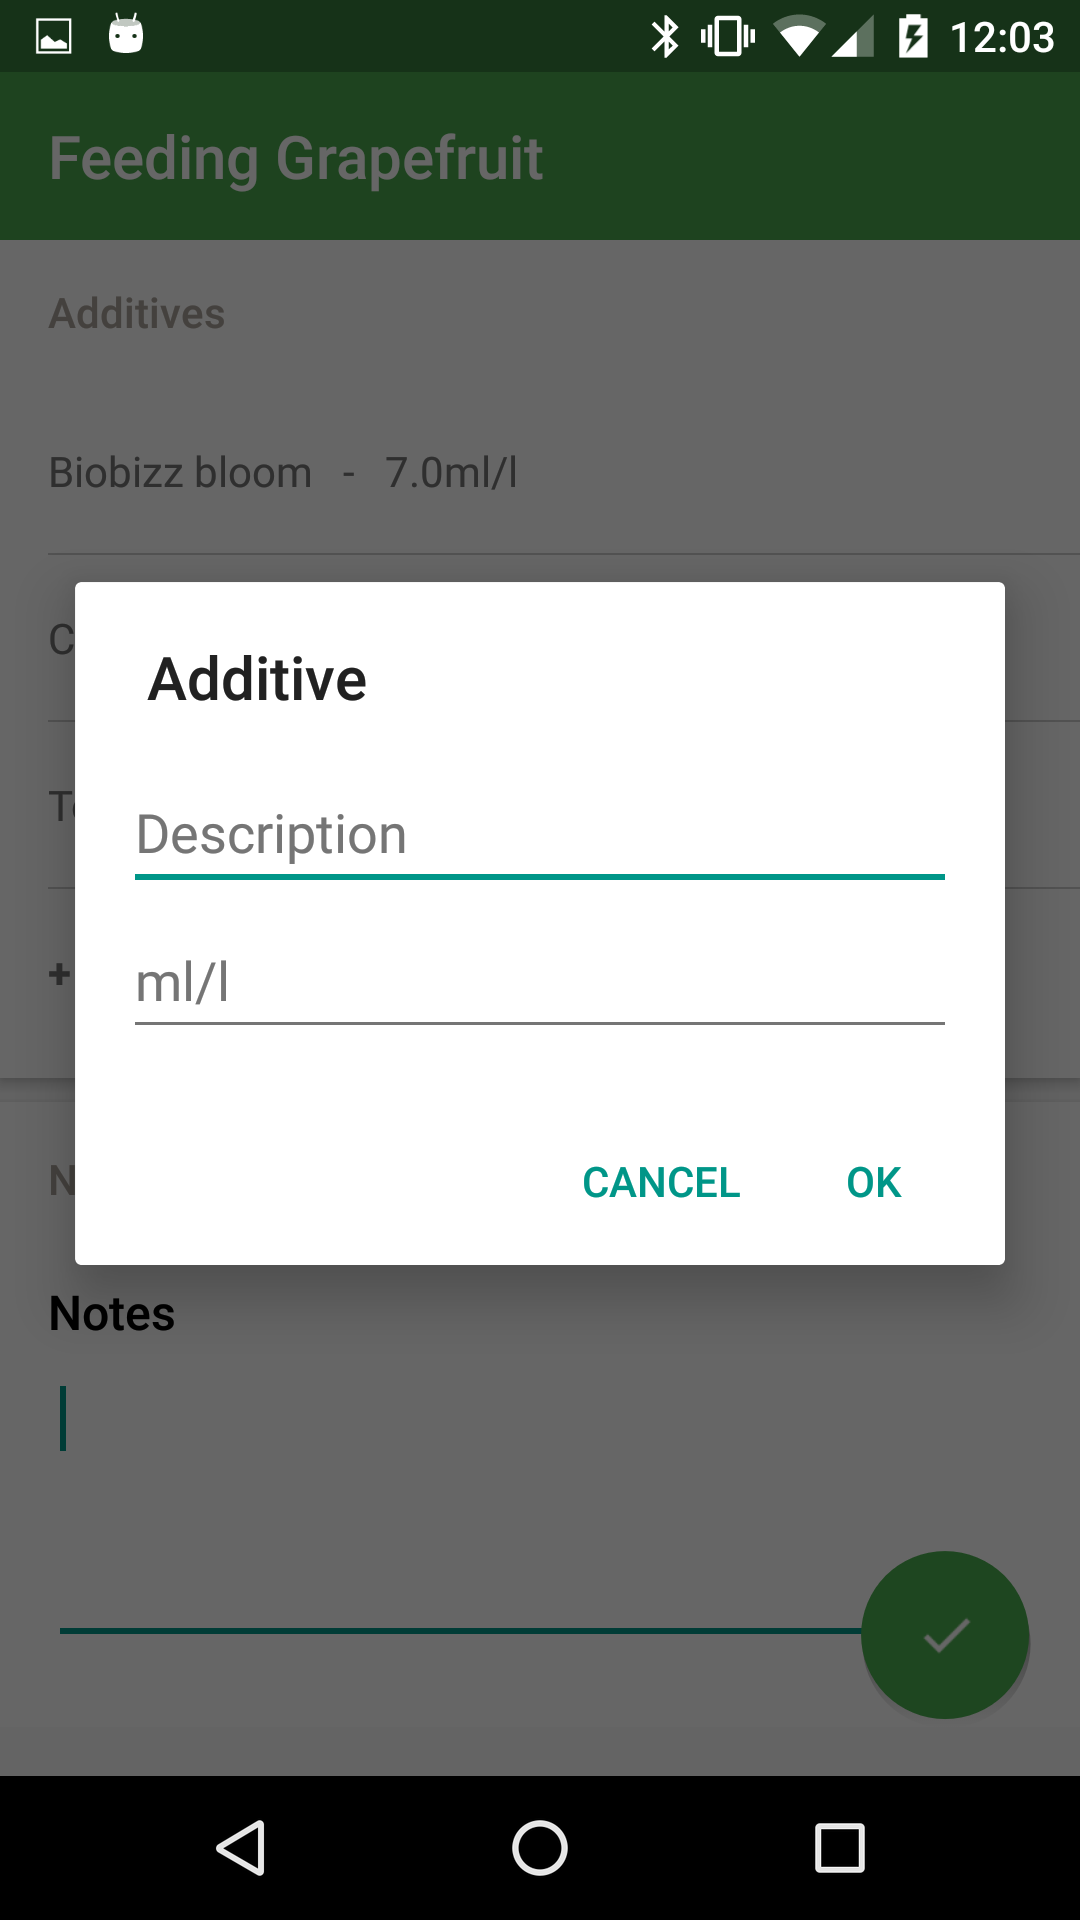 12:03
Feeding Grapefruit
Additives
Biobizz bloom - 7.0ml/l
C
T
+
Additive
Description
ml/l
CANCEL OK
N
Notes